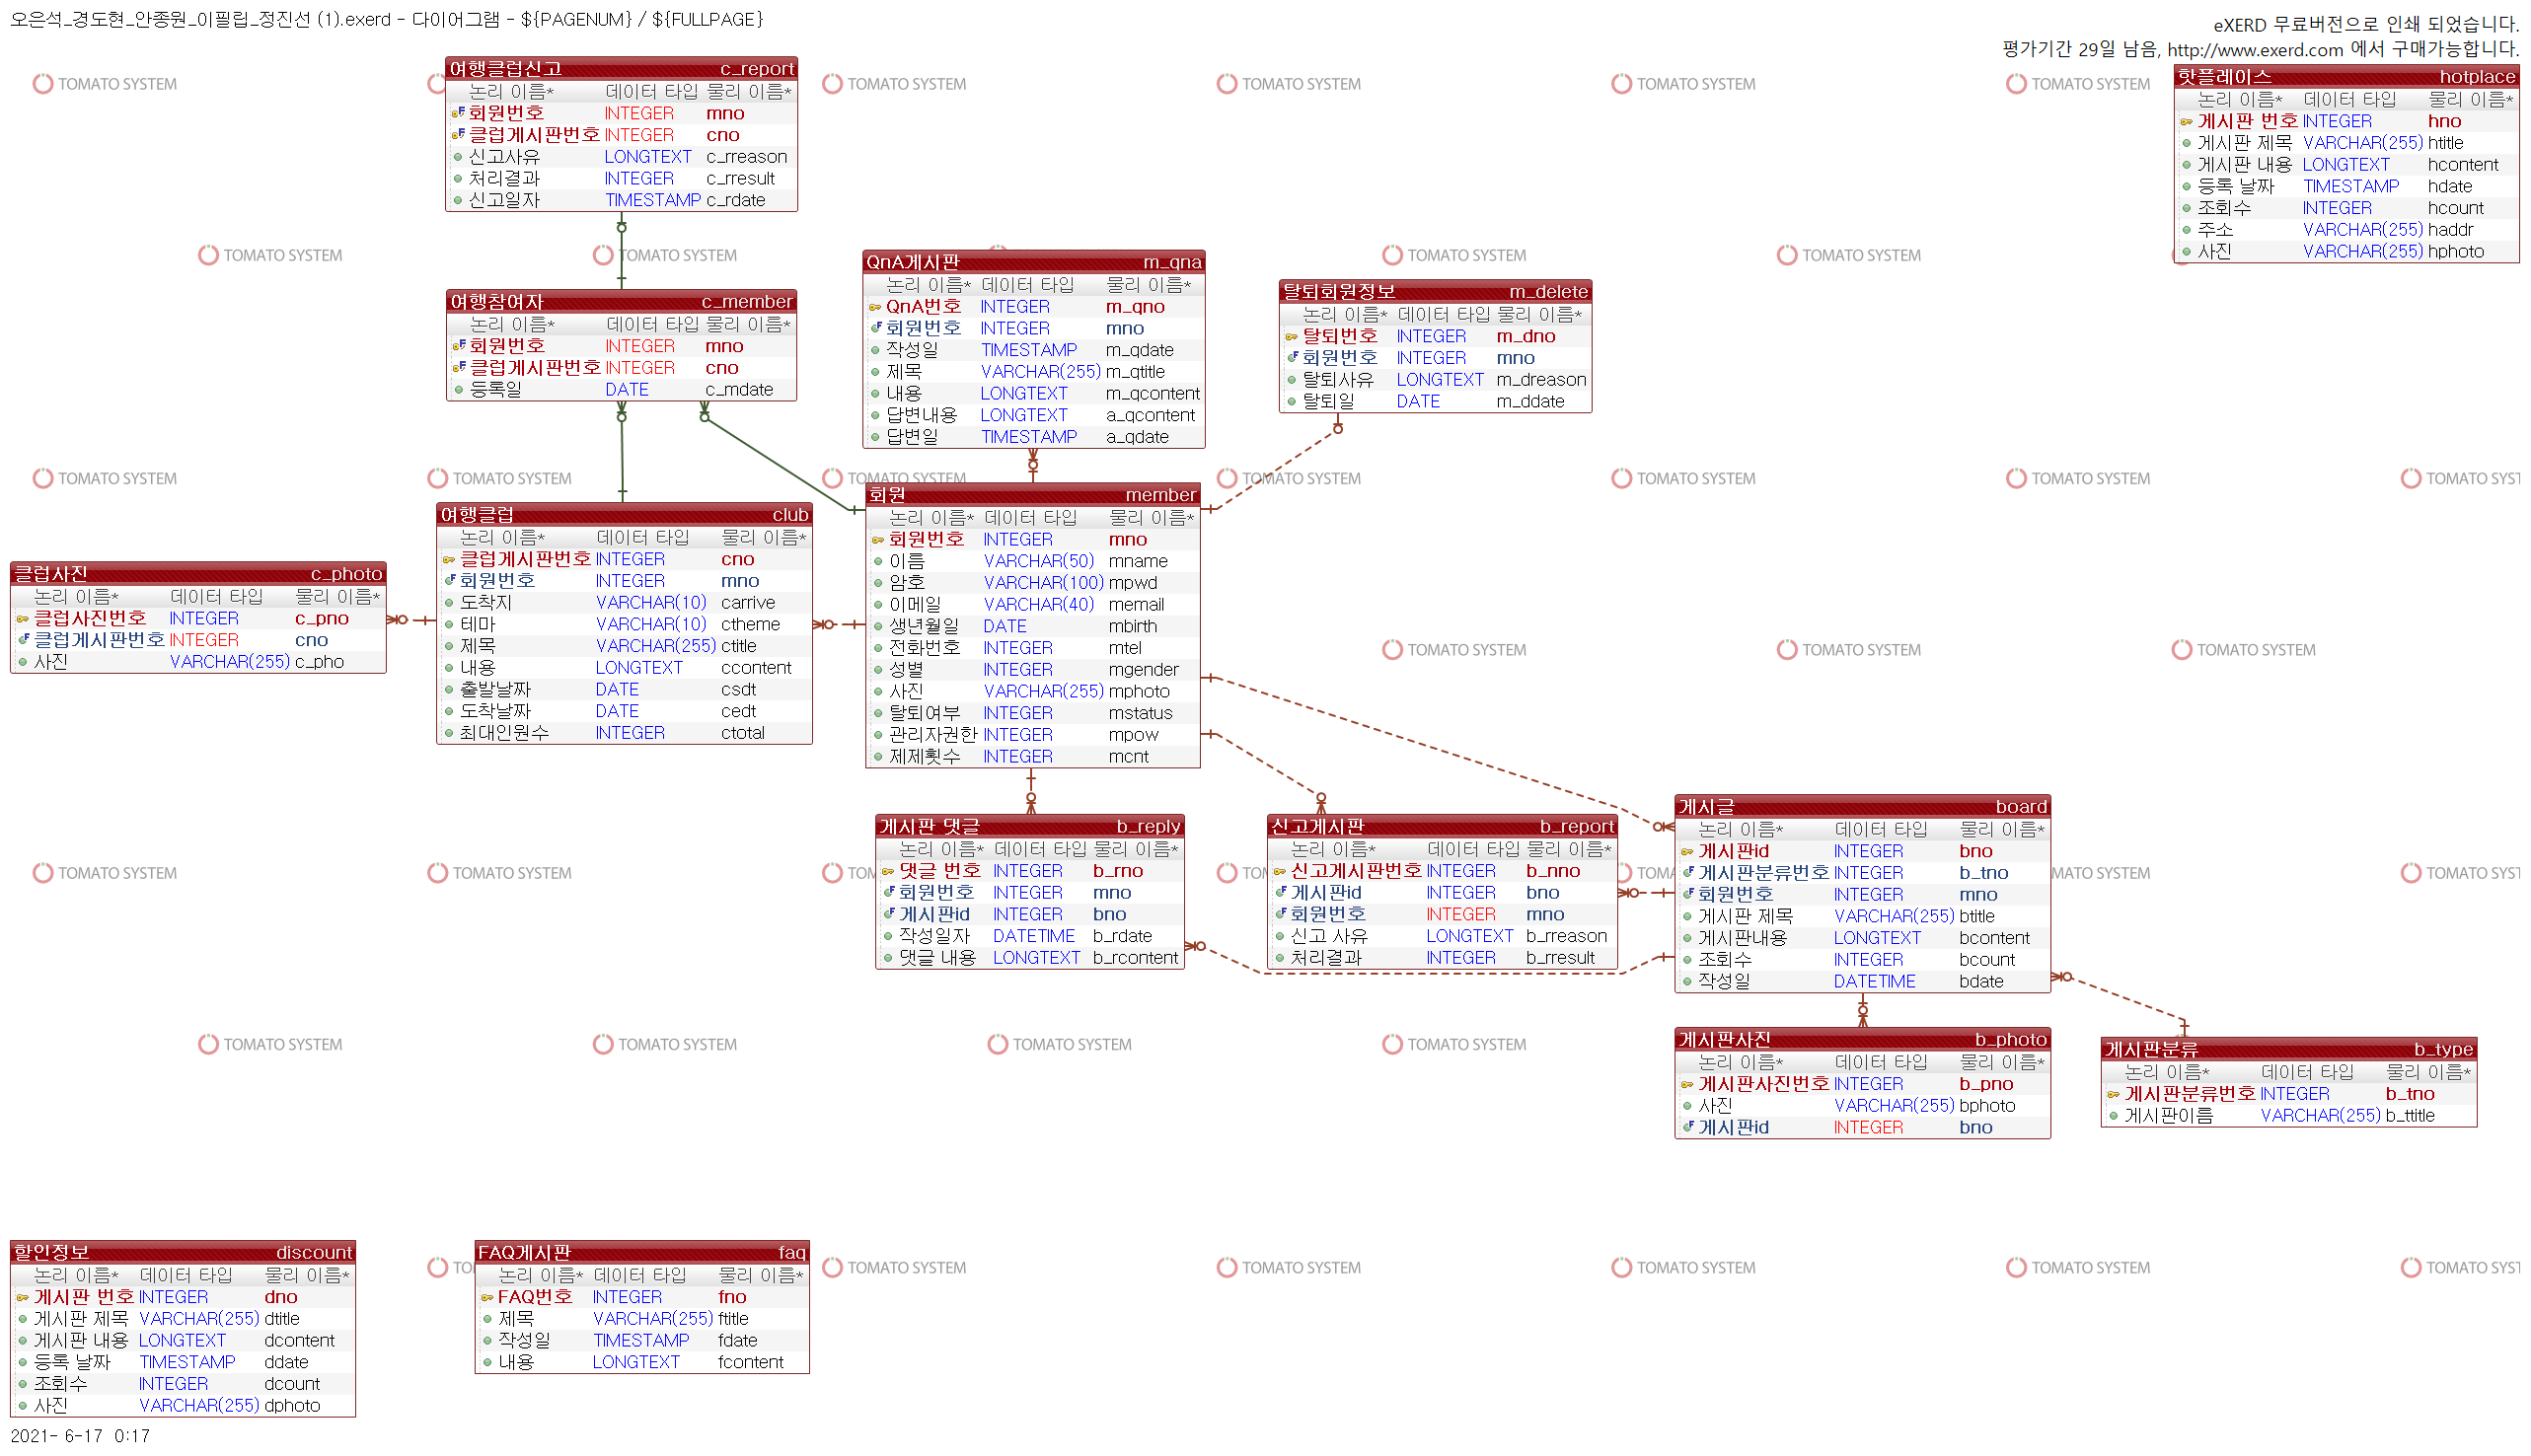 오은석_경도현_안종원_이필립_정진선 (1).exerd - 다이어그램 - ${PAGENUM} / ${FULLPAGE}
eXERD 무료버전으로 인쇄 되었습니다.
평가기간 29일 남음, http://www.exerd.com 에서 구매가능합니다.
여행클럽신고 c_report
논리 이름* 데이터 타입 물리 이름*
회원번호 INTEGER mno
클럽게시판번호 INTEGER cno
신고사유 LONGTEXT c_rreason
처리결과 INTEGER c_rresult
신고일자 TIMESTAMP c_rdate
핫플레이스 hotplace
논리 이름* 데이터 타입 물리 이름*
게시판 번호 INTEGER hno
게시판 제목 VARCHAR(255) htitle
게시판 내용 LONGTEXT hcontent
등록 날짜 TIMESTAMP hdate
조회수 INTEGER hcount
주소 VARCHAR(255) haddr
사진 VARCHAR(255) hphoto
여행참여자 c_member
논리 이름* 데이터 타입 물리 이름*
회원번호 INTEGER mno
클럽게시판번호 INTEGER cno
등록일 DATE c_mdate
QnA게시판 m_qna
논리 이름* 데이터 타입 물리 이름*
QnA번호 INTEGER m_qno
회원번호 INTEGER mno
작성일 TIMESTAMP m_qdate
제목 VARCHAR(255) m_qtitle
내용 LONGTEXT m_qcontent
답변내용 LONGTEXT a_qcontent
답변일 TIMESTAMP a_qdate
탈퇴회원정보 m_delete
논리 이름* 데이터 타입 물리 이름*
탈퇴번호 INTEGER m_dno
회원번호 INTEGER mno
탈퇴사유 LONGTEXT m_dreason
탈퇴일 DATE m_ddate
클럽사진 c_photo
논리 이름* 데이터 타입 물리 이름*
클럽사진번호 INTEGER c_pno
클럽게시판번호 INTEGER cno
사진 VARCHAR(255) c_pho
여행클럽 club
논리 이름* 데이터 타입 물리 이름*
클럽게시판번호 INTEGER cno
회원번호 INTEGER mno
도착지 VARCHAR(10) carrive
테마 VARCHAR(10) ctheme
제목 VARCHAR(255) ctitle
내용 LONGTEXT ccontent
출발날짜 DATE csdt
도착날짜 DATE cedt
최대인원수 INTEGER ctotal
회원 member
논리 이름* 데이터 타입 물리 이름*
회원번호 INTEGER mno
이름 VARCHAR(50) mname
암호 VARCHAR(100) mpwd
이메일 VARCHAR(40) memail
생년월일 DATE mbirth
전화번호 INTEGER mtel
성별 INTEGER mgender
사진 VARCHAR(255) mphoto
탈퇴여부 INTEGER mstatus
관리자권한 INTEGER mpow
제제횟수 INTEGER mcnt
게시판 댓글 b_reply
논리 이름* 데이터 타입 물리 이름*
댓글 번호 INTEGER b_rno
회원번호 INTEGER mno
게시판id INTEGER bno
작성일자 DATETIME b_rdate
댓글 내용 LONGTEXT b_rcontent
신고게시판 b_report
논리 이름* 데이터 타입 물리 이름*
신고게시판번호 INTEGER b_nno
게시판id INTEGER bno
회원번호 INTEGER mno
신고 사유 LONGTEXT b_rreason
처리결과 INTEGER b_rresult
게시글 board
논리 이름* 데이터 타입 물리 이름*
게시판id INTEGER bno
게시판분류번호 INTEGER b_tno
회원번호 INTEGER mno
게시판 제목 VARCHAR(255) btitle
게시판내용 LONGTEXT bcontent
조회수 INTEGER bcount
작성일 DATETIME bdate
게시판사진 b_photo
논리 이름* 데이터 타입 물리 이름*
게시판사진번호 INTEGER b_pno
사진 VARCHAR(255) bphoto
게시판id INTEGER bno
게시판분류 b_type
논리 이름* 데이터 타입 물리 이름*
게시판분류번호 INTEGER b_tno
게시판이름 VARCHAR(255) b_ttitle
할인정보 discount
논리 이름* 데이터 타입 물리 이름*
게시판 번호 INTEGER dno
게시판 제목 VARCHAR(255) dtitle
게시판 내용 LONGTEXT dcontent
등록 날짜 TIMESTAMP ddate
조회수 INTEGER dcount
사진 VARCHAR(255) dphoto
FAQ게시판 faq
논리 이름* 데이터 타입 물리 이름*
FAQ번호 INTEGER fno
제목 VARCHAR(255) ftitle
작성일 TIMESTAMP fdate
내용 LONGTEXT fcontent
2021- 6-17 0:17
TOMATO SYSTEM